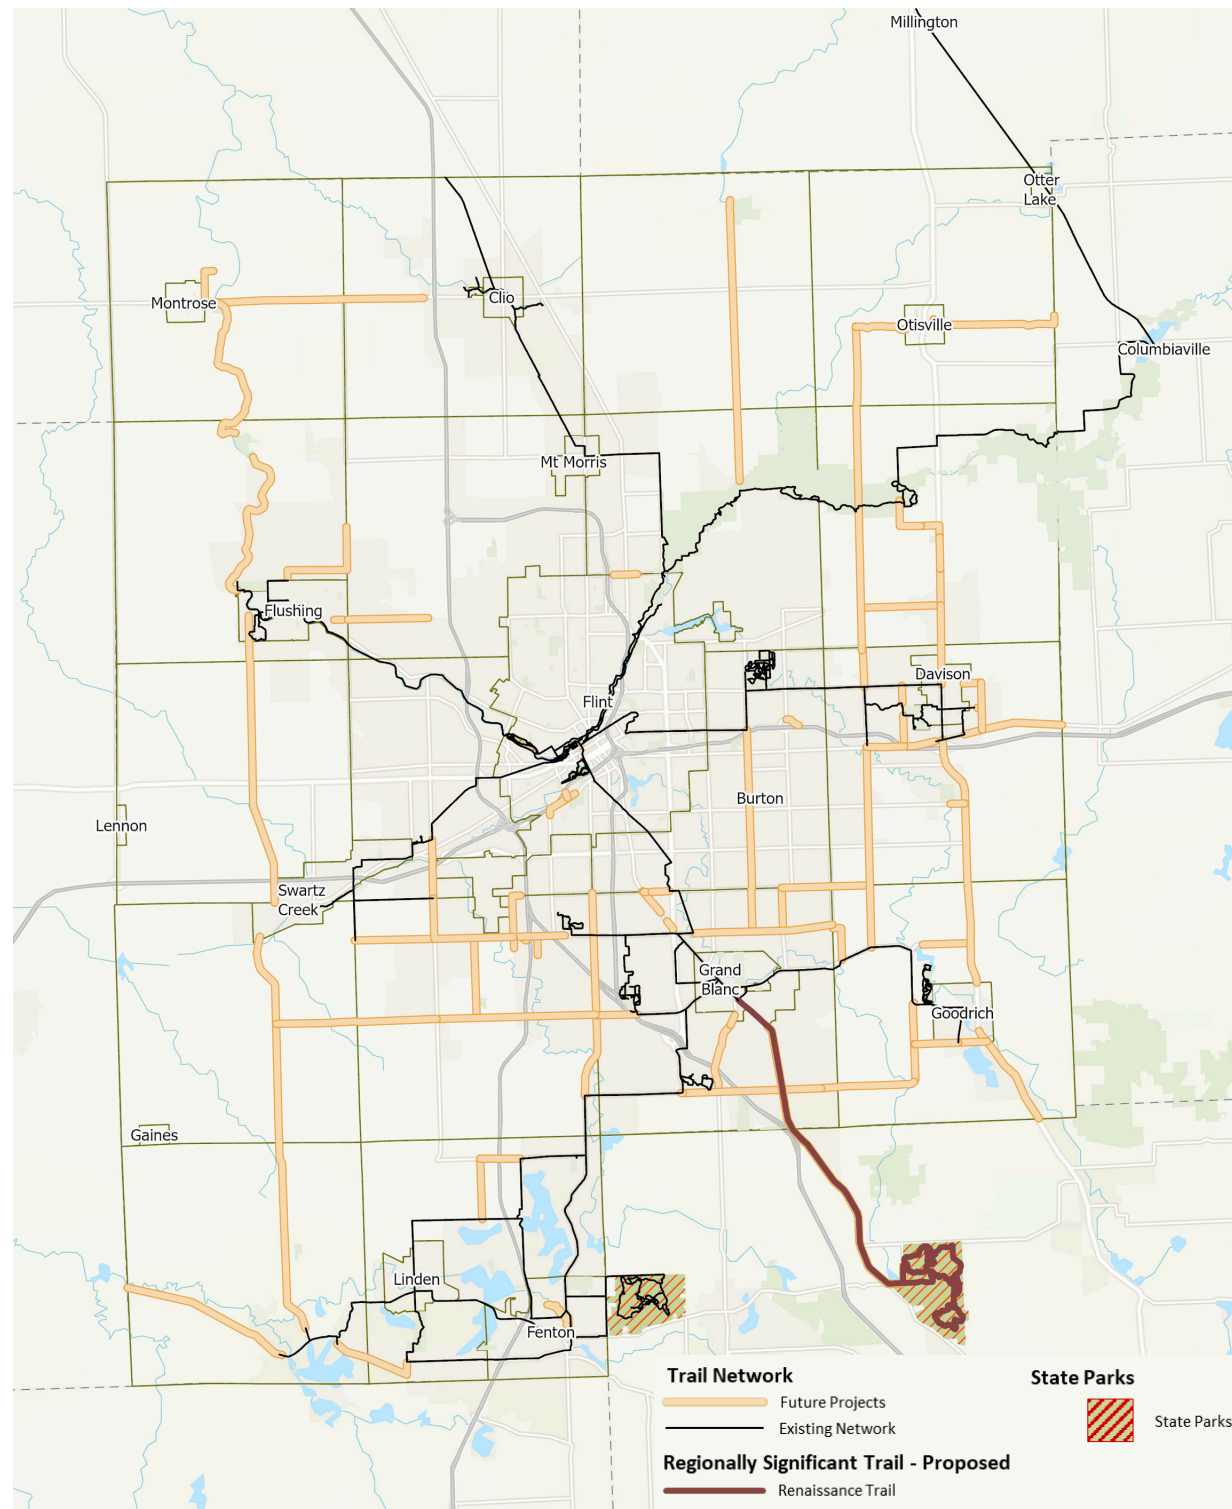 Millington
Otter
Lake
Montrose
Clio
Otisville
Columbiaville
Mt Morris
Flushing
Davison
Flint
Burton
Lennon
Swartz
Creek
Grand
Blanc
Goodrich
Gaines
Linden
Fenton
Trail Network
Future Projects
Existing Network
Regionally Significant Trail - Proposed
Renaissance Trail
State Parks
State Parks